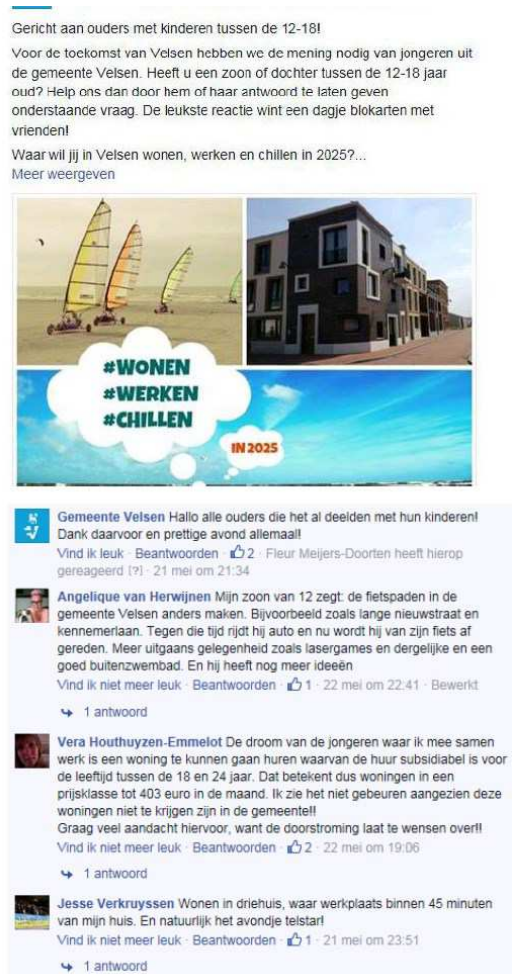 Gericht aan ouders met kinderen tussen de 12-18!
Voor de toekomst van Velsen hebben we de mening nodig van jongeren uit
de gemeente Velsen. Heeft u een zoon of dochter tussen de 12-18 jaar
oud? Help ons dan door hem of haar antwoord te laten geven
onderstaande vraag. De leukste reactie wint een dagje blokarten met
vrienden!
Waar wil jij in Velsen wonen, werken en chillen in 2025?...
Meer weergeven
#WONEN
#WERKEN
#CHILLEN
IN 2025
Gemeente Velsen Hallo alle ouders die het al deelden met hun kinderen!
Dank daarvoor en prettige avond allemaal!
Vind ik leuk · Beantwoorden · 2 · Fleur Meijers-Doorten heeft hierop
gereageerd [?] · 21 mei om 21:34
Angelique van Herwijnen Mijn zoon van 12 zegt: de fietspaden in de
gemeente Velsen anders maken. Bijvoorbeeld zoals lange nieuwstraat en
kennemerlaan. Tegen die tijd rijdt hij auto en nu wordt hij van zijn fiets af
gereden. Meer uitgaans gelegenheid zoals lasergames en dergelijke en een
goed buitenzwembad. En hij heeft nog meer ideeën
Vind ik niet meer leuk · Beantwoorden · 1 · 22 mei om 22:41 · Bewerkt
1 antwoord
Vera Houthuyzen-Emmelot De droom van de jongeren waar ik mee samen
werk is een woning te kunnen gaan huren waarvan de huur subsidiabel is voor
de leeftijd tussen de 18 en 24 jaar. Dat betekent dus woningen in een
prijsklasse tot 403 euro in de maand. Ik zie het niet gebeuren aangezien deze
woningen niet te krijgen zijn in de gemeente!!
Graag veel aandacht hiervoor, want de doorstroming laat te wensen over!!
Vind ik niet meer leuk · Beantwoorden · 2 · 22 mei om 19:06
1 antwoord
Jesse Verkruyssen Wonen in driehuis, waar werkplaats binnen 45 minuten
van mijn huis. En natuurlijk het avondje telstar!
Vind ik niet meer leuk · Beantwoorden · 1 · 21 mei om 23:51
1 antwoord